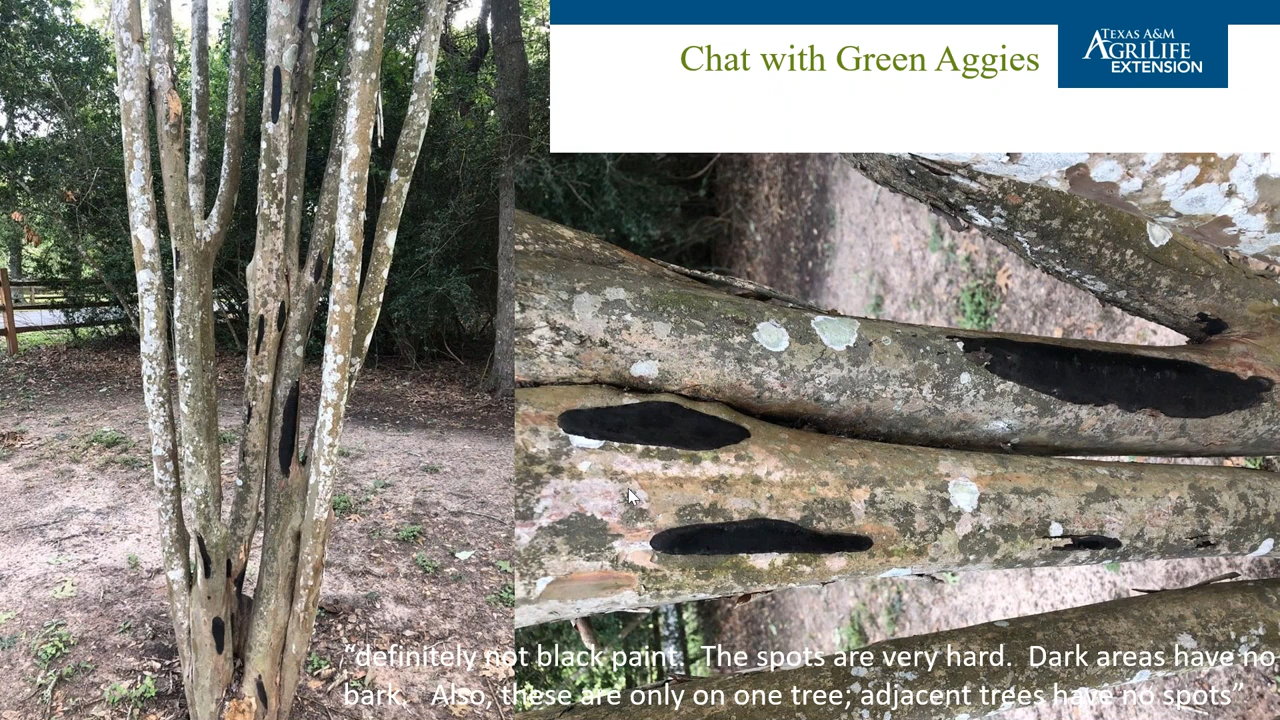 Chat with Green Aggies
TEXAS A&M
AGRILIFE
EXTENSION
“definitely not black paint.  The spots are very hard.  Dark areas have no
bark.   Also, these are only on one tree; adjacent trees have no spots”